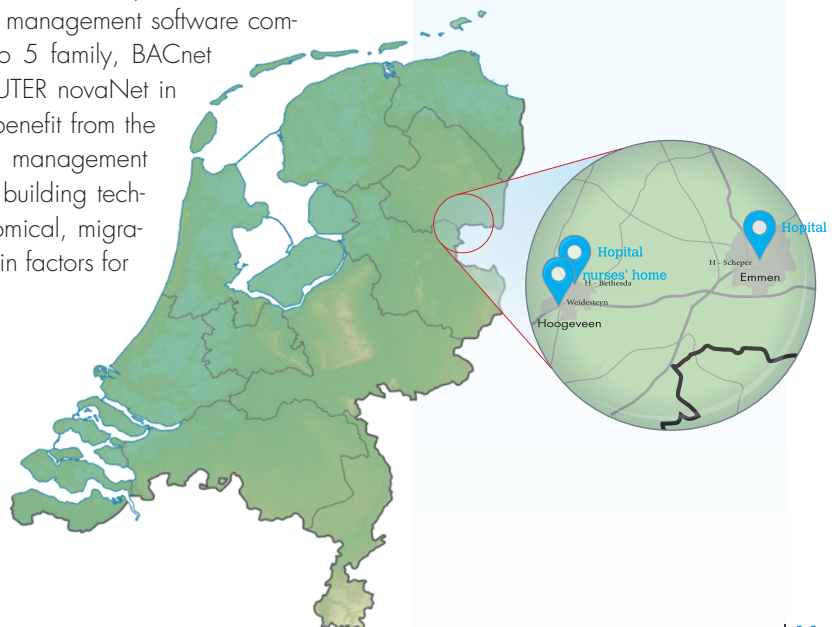 management software com-
o 5 family, BACnet
UTER novaNet in
benefit from the
management
building tech-
omical, migra-
in factors for
Hopital
Hopital
H - Scheper
nurses' home
Emmen
H - Bethesda
Weidesteyn
Hoogeveen